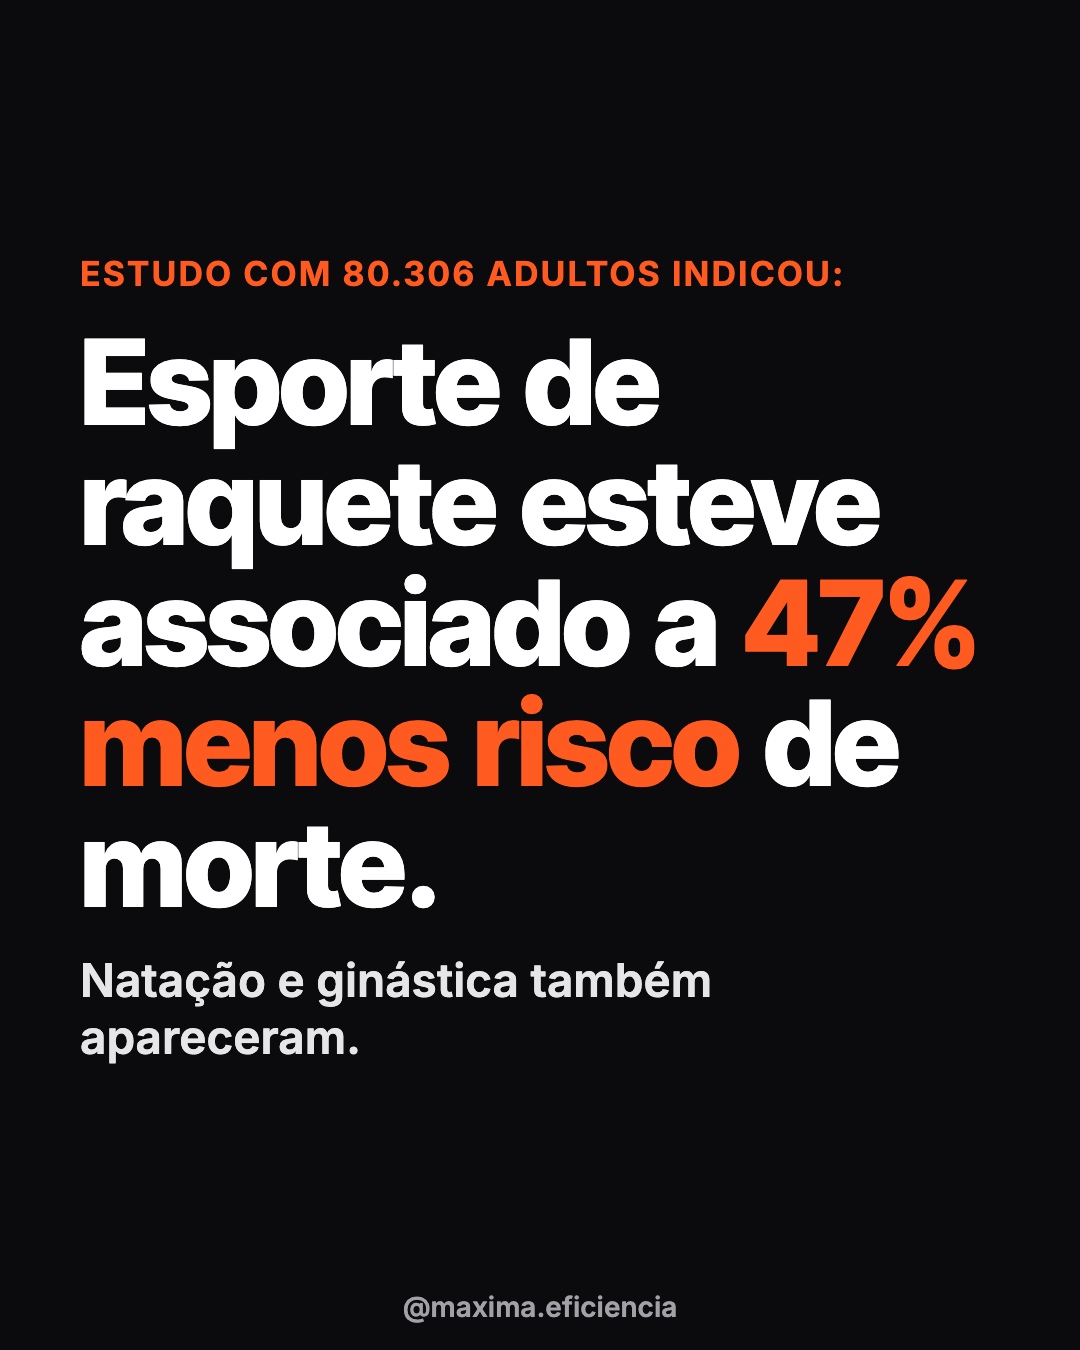 ESTUDO COM 80.306 ADULTOS INDICOU:
Esporte de
raquete esteve
associado a 47%
menos risco de
morte.
Natação e ginástica também
apareceram.
@maxima.eficiencia